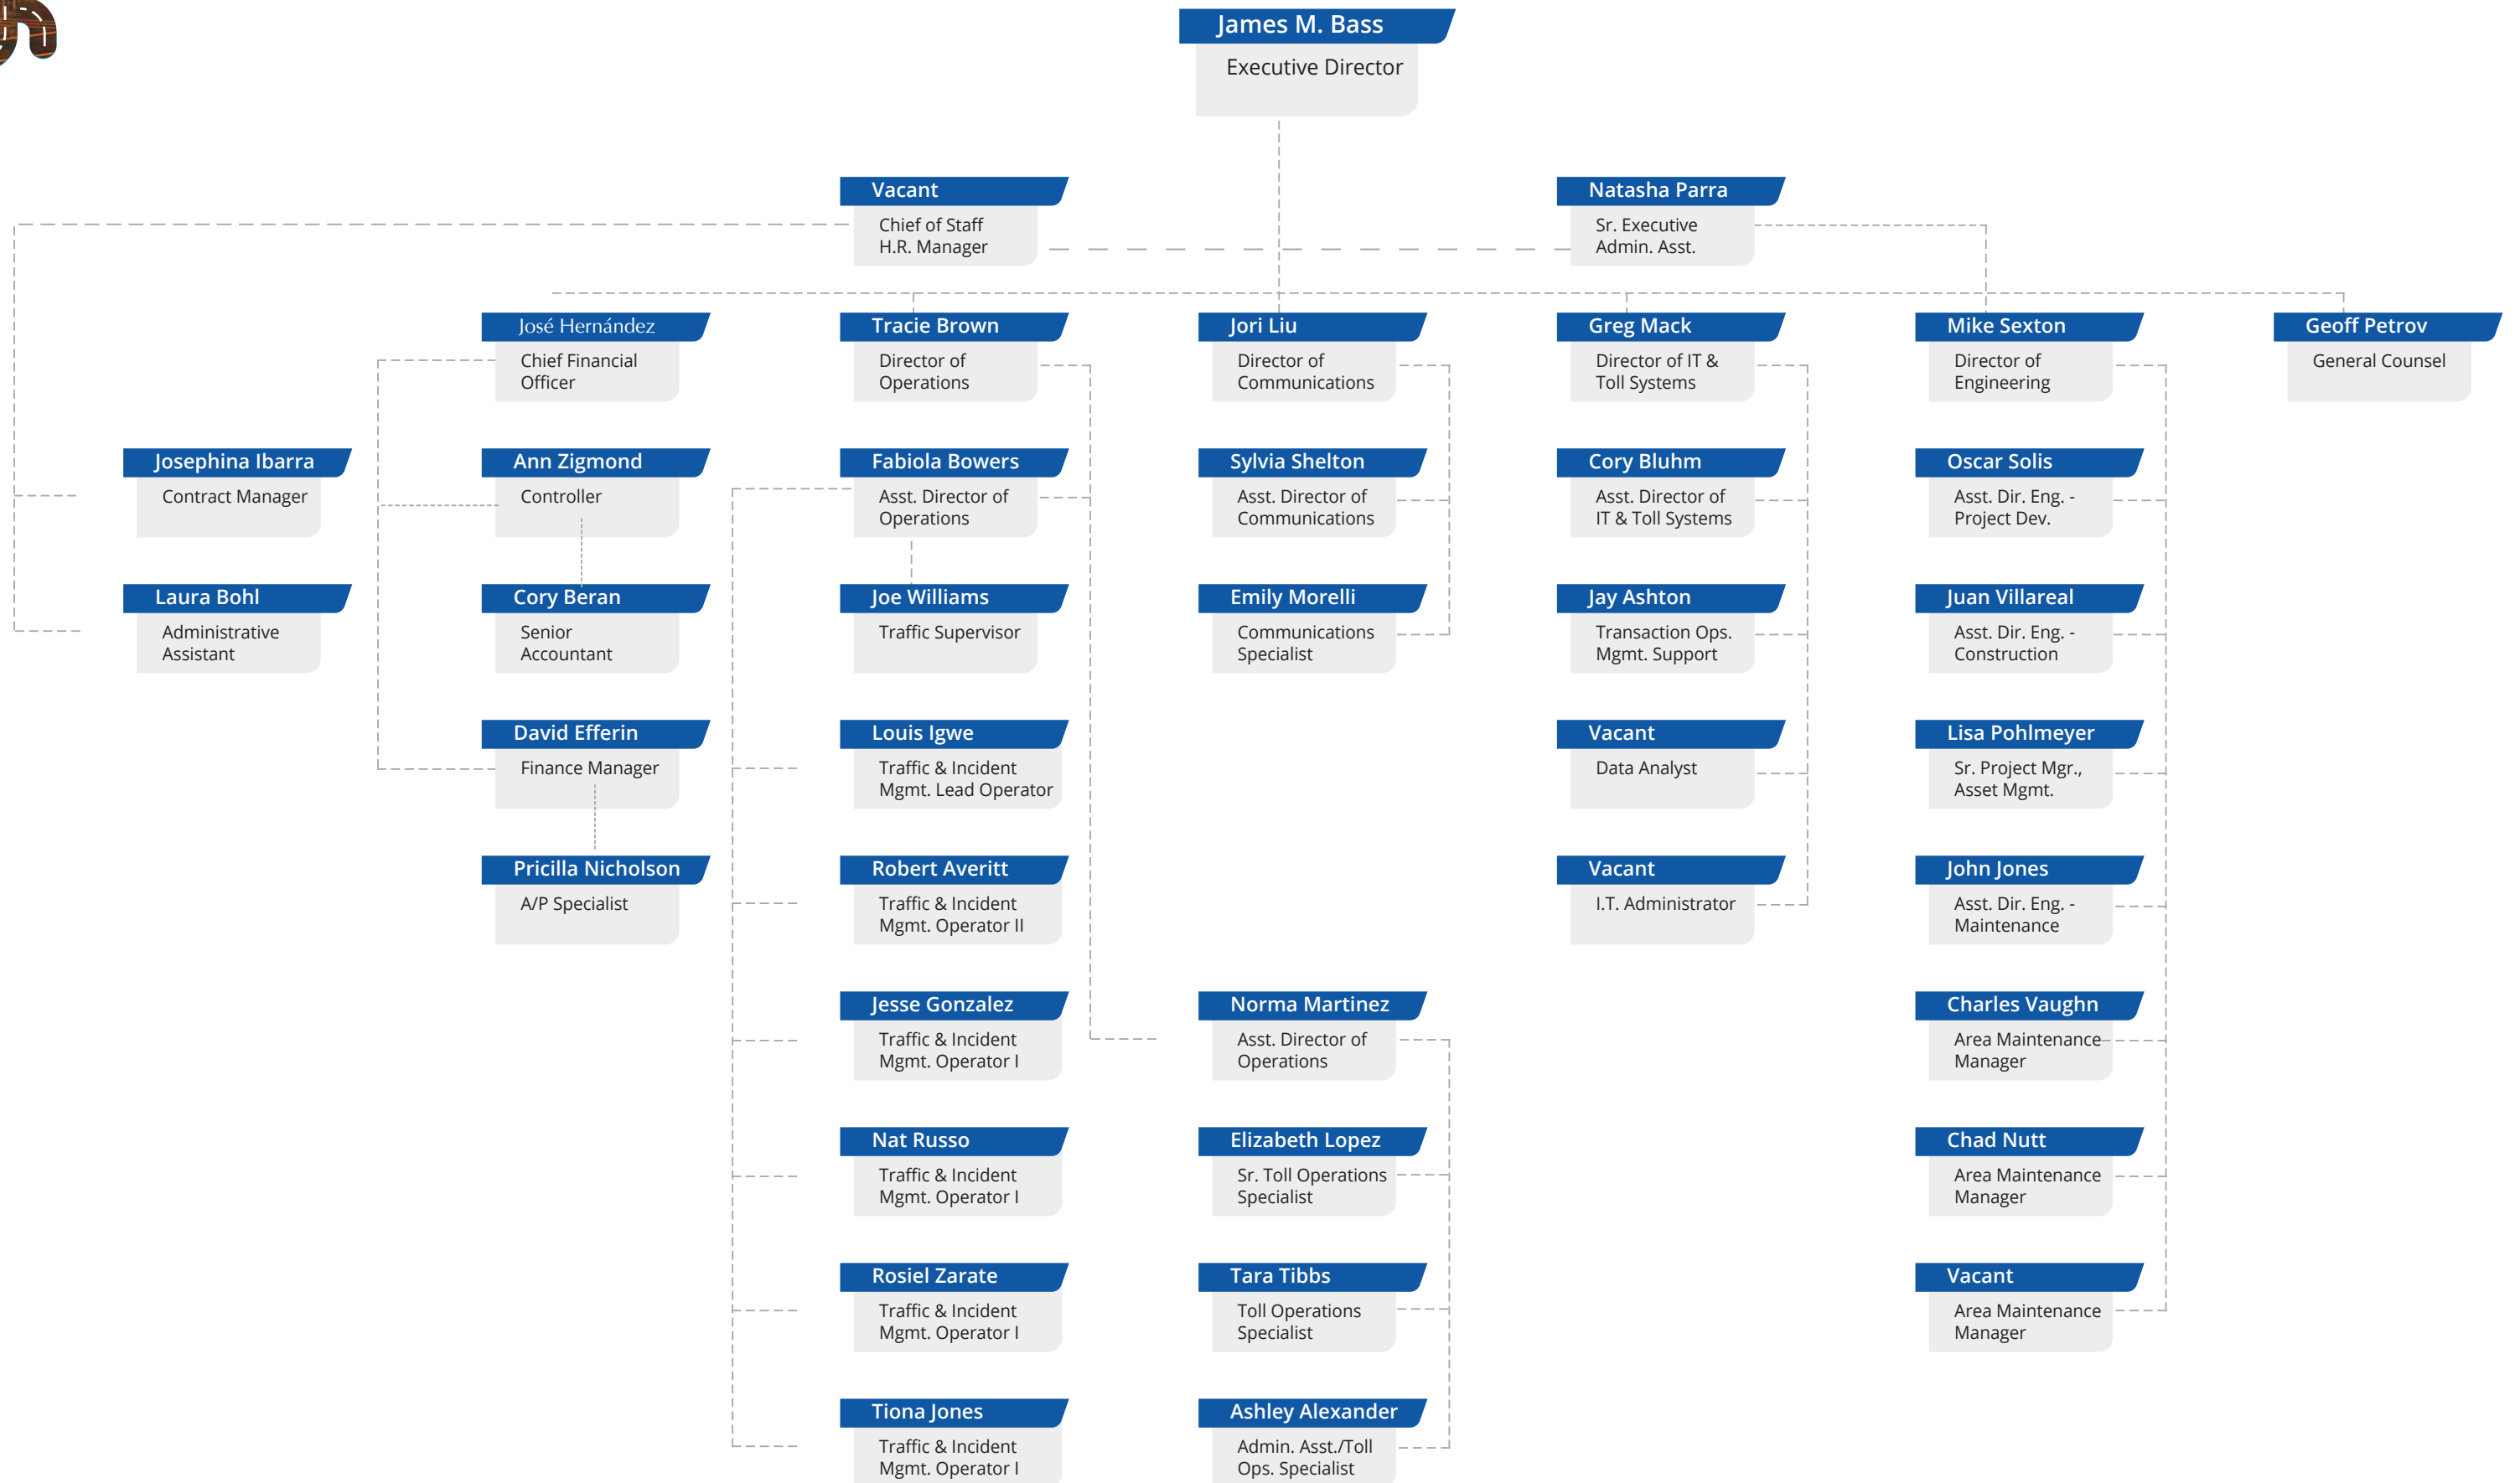 James M. Bass
Executive Director
Vacant
Chief of Staff
H.R. Manager
Natasha Parra
Sr. Executive
Admin. Asst.
José Hernández
Chief Financial
Officer
Tracie Brown
Director of
Operations
Jori Liu
Director of
Communications
Greg Mack
Director of IT &
Toll Systems
Mike Sexton
Director of
Engineering
Geoff Petrov
General Counsel
Josephina Ibarra
Contract Manager
Ann Zigmond
Controller
Fabiola Bowers
Asst. Director of
Operations
Sylvia Shelton
Asst. Director of
Communications
Cory Bluhm
Asst. Director of
IT & Toll Systems
Oscar Solis
Asst. Dir. Eng. -
Project Dev.
Laura Bohl
Administrative
Assistant
Cory Beran
Senior
Accountant
Joe Williams
Traffic Supervisor
Emily Morelli
Communications
Specialist
Jay Ashton
Transaction Ops.
Mgmt. Support
Juan Villareal
Asst. Dir. Eng. -
Construction
David Efferin
Finance Manager
Louis Igwe
Traffic & Incident
Mgmt. Lead Operator
Vacant
Data Analyst
Lisa Pohlmeyer
Sr. Project Mgr.,
Asset Mgmt.
Pricilla Nicholson
A/P Specialist
Robert Averitt
Traffic & Incident
Mgmt. Operator II
Vacant
I.T. Administrator
John Jones
Asst. Dir. Eng. -
Maintenance
Jesse Gonzalez
Traffic & Incident
Mgmt. Operator I
Norma Martinez
Asst. Director of
Operations
Charles Vaughn
Area Maintenance
Manager
Nat Russo
Traffic & Incident
Mgmt. Operator I
Elizabeth Lopez
Sr. Toll Operations
Specialist
Chad Nutt
Area Maintenance
Manager
Rosiel Zarate
Traffic & Incident
Mgmt. Operator I
Tara Tibbs
Toll Operations
Specialist
Vacant
Area Maintenance
Manager
Tiona Jones
Traffic & Incident
Mgmt. Operator I
Ashley Alexander
Admin. Asst./Toll
Ops. Specialist